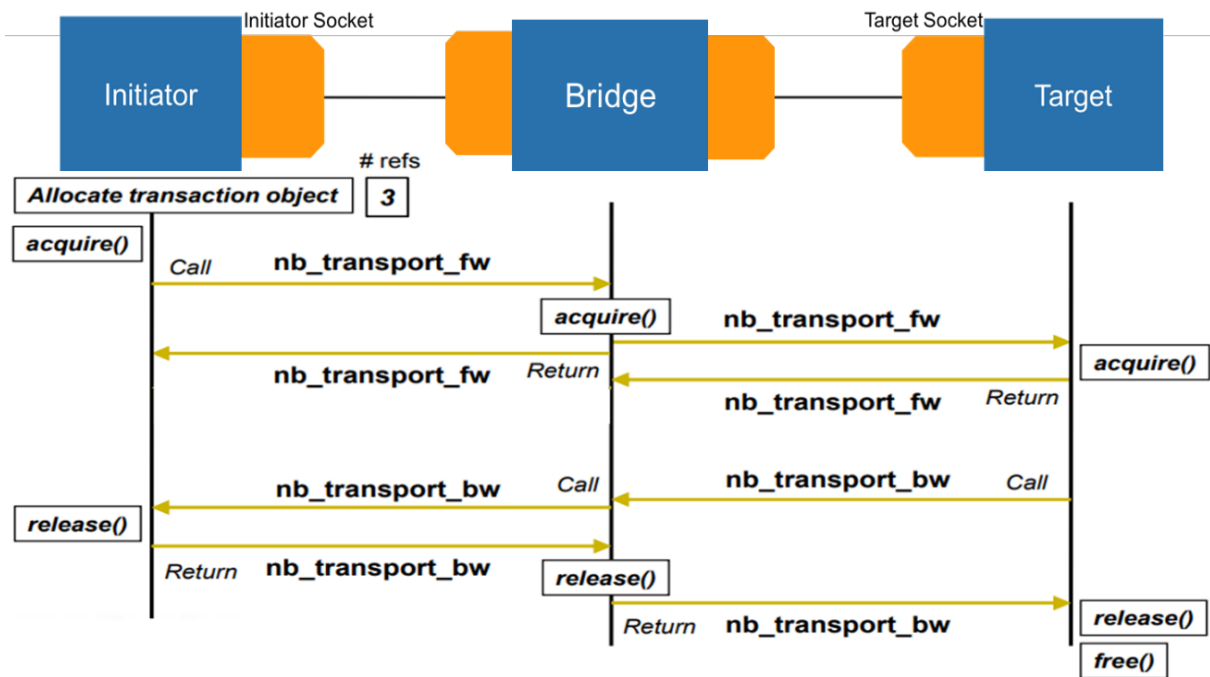 Initiator Socket
Target Socket
Initiator
Bridge
Target
# refs
Allocate transaction object
3
acquire()
Call
nb_transport_fw
acquire()
nb_transport_fw
acquire()
nb_transport_fw
Return
nb_transport_fw
Return
nb_transport_bw
Call
nb_transport_bw
Call
release()
Return
nb_transport_bw
release()
Return
nb_transport_bw
release()
free()